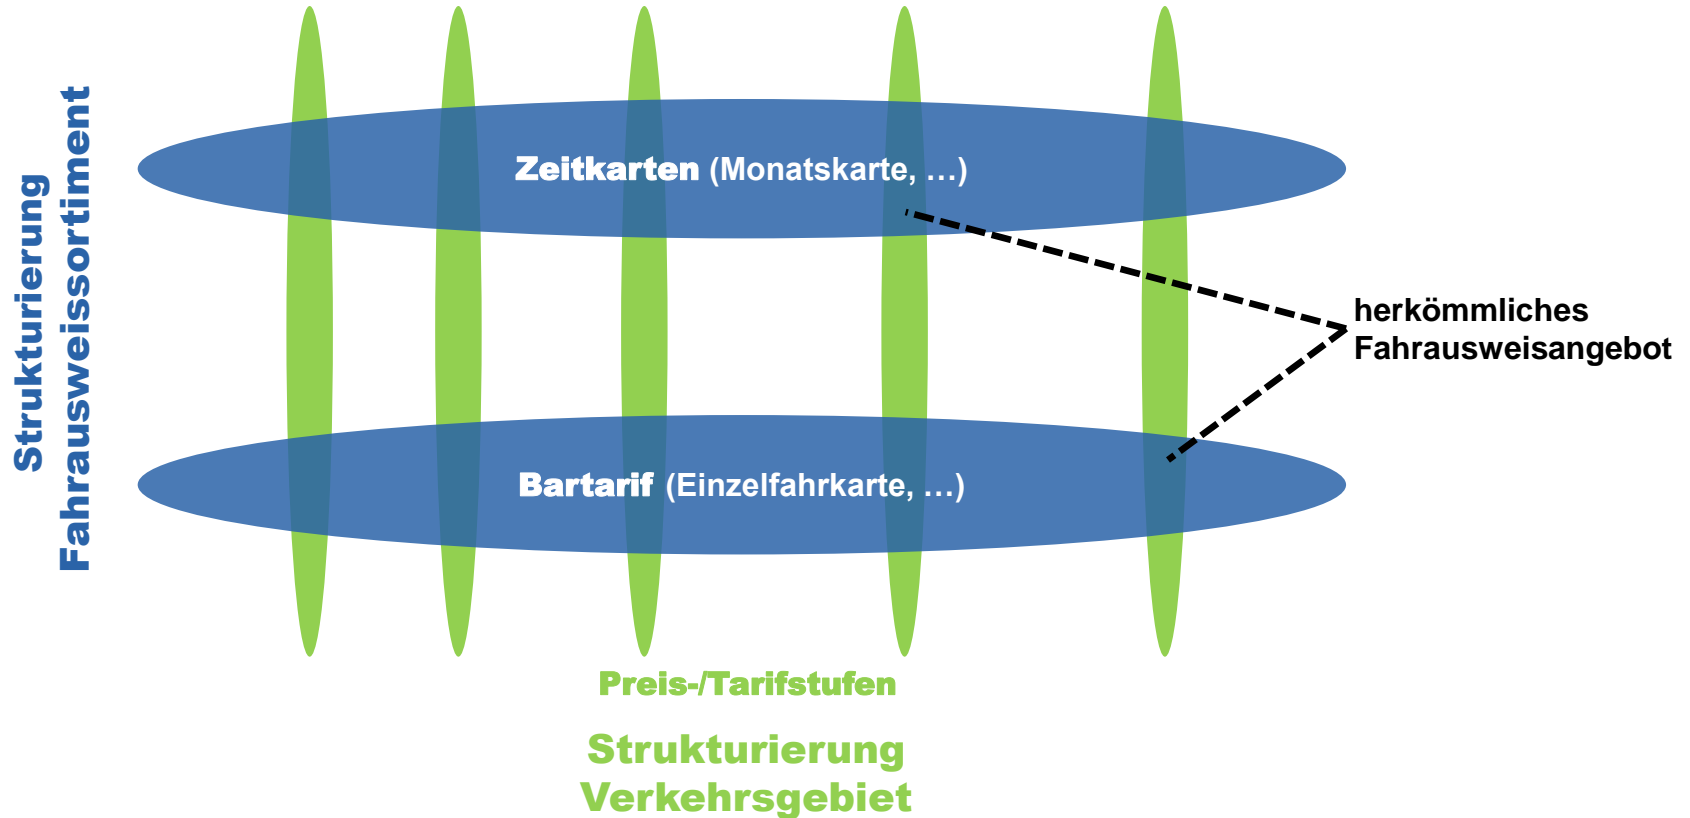 Strukturierung
Fahrausweissortiment
Zeitkarten (Monatskarte, …)
herkömmliches
Fahrausweisangebot
Bartarif (Einzelfahrkarte, …)
Preis-/Tarifstufen
Strukturierung
Verkehrsgebiet